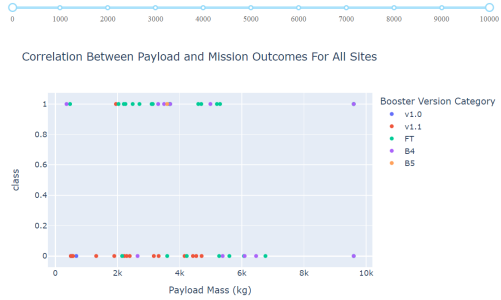 0 1000 2000 3000 4000 5000 6000 7000 8000 9000 10000
Correlation Between Payload and Mission Outcomes For All Sites
Booster Version Category
v1.0
v1.1
FT
B4
B5
class
1
0.8
0.6
0.4
0.2
0
0 2k 4k 6k 8k 10k
Payload Mass (kg)